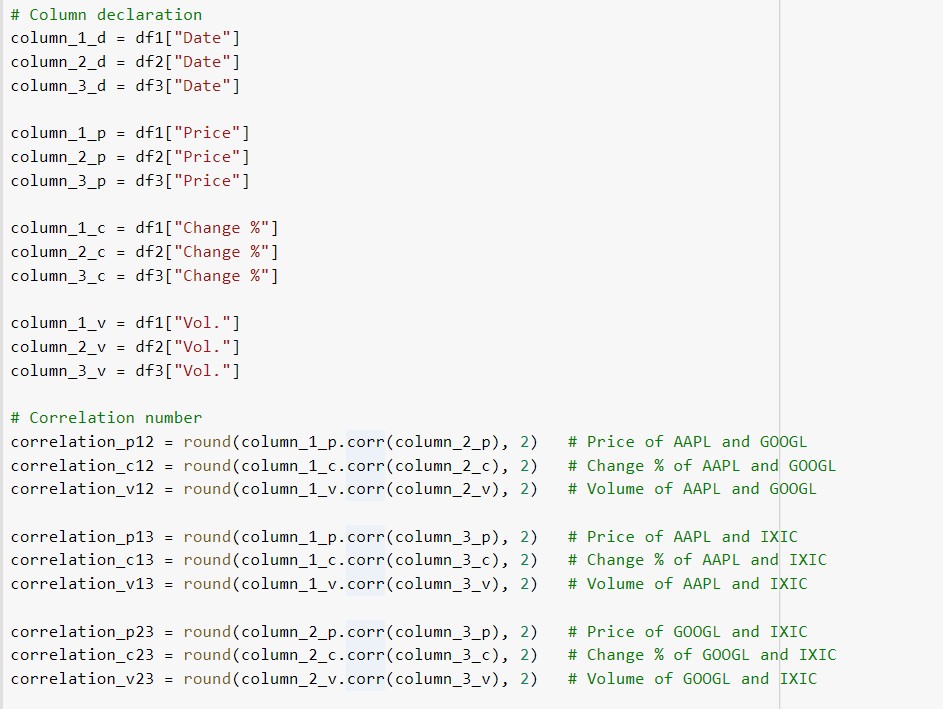 # Column declaration
column_1_d = df1["Date"]
column_2_d = df2["Date"]
column_3_d = df3["Date"]
column_1_p = df1["Price"]
column_2_p = df2["Price"]
column_3_p = df3["Price"]
column_1_c = df1["Change %"]
column_2_c = df2["Change %"]
column_3_c = df3["Change %"]
column_1_v = df1["Vol."]
column_2_v = df2["Vol."]
column_3_v = df3["Vol."]
# Correlation number
correlation_p12 = round(column_1_p.corr(column_2_p), 2)   # Price of AAPL and GOOGL
correlation_c12 = round(column_1_c.corr(column_2_c), 2)   # Change % of AAPL and GOOGL
correlation_v12 = round(column_1_v.corr(column_2_v), 2)   # Volume of AAPL and GOOGL
correlation_p13 = round(column_1_p.corr(column_3_p), 2)   # Price of AAPL and IXIC
correlation_c13 = round(column_1_c.corr(column_3_c), 2)   # Change % of AAPL and IXIC
correlation_v13 = round(column_1_v.corr(column_3_v), 2)   # Volume of AAPL and IXIC
correlation_p23 = round(column_2_p.corr(column_3_p), 2)   # Price of GOOGL and IXIC
correlation_c23 = round(column_2_c.corr(column_3_c), 2)   # Change % of GOOGL and IXIC
correlation_v23 = round(column_2_v.corr(column_3_v), 2)   # Volume of GOOGL and IXIC